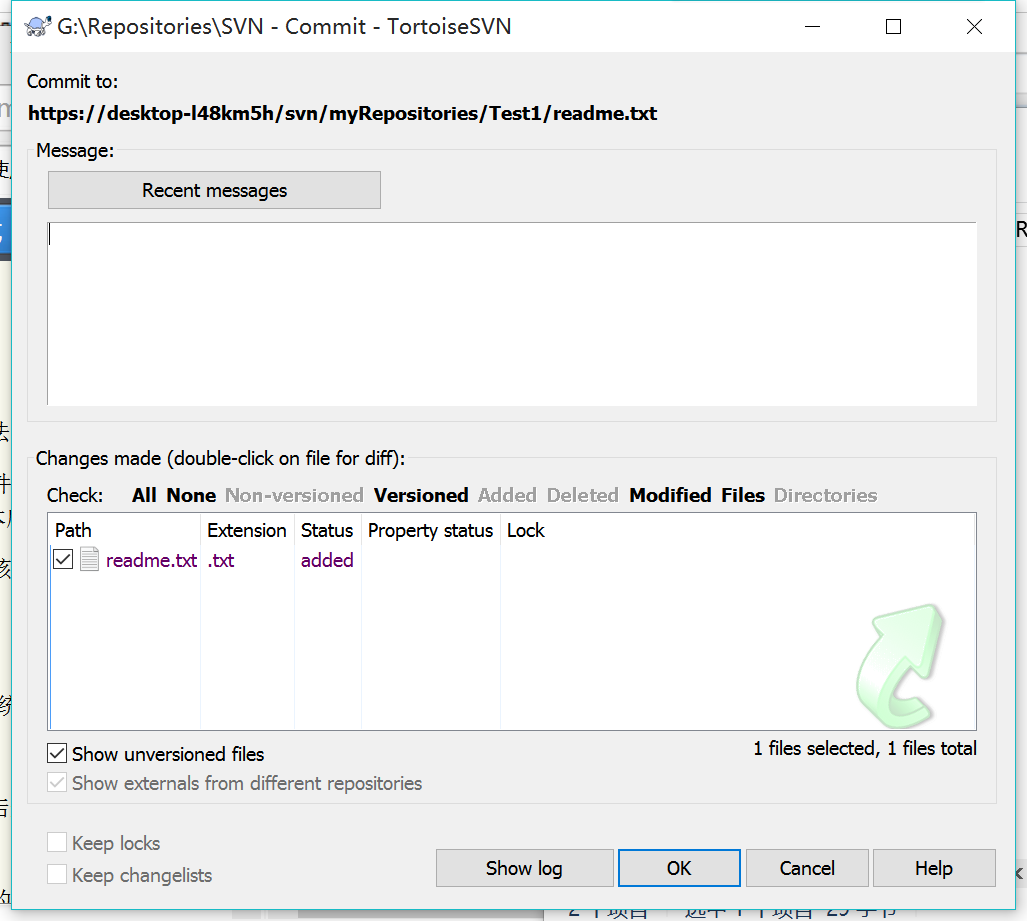 G:\Repositories\SVN - Commit - TortoiseSVN
Commit to:
https://desktop-l48km5h/svn/myRepositories/Test1/readme.txt
Message:
Recent messages
Changes made (double-click on file for diff):
Check: All None Non-versioned Versioned Added Deleted Modified Files Directories
Path Extension Status Property status Lock
readme.txt .txt added
Show unversioned files
1 files selected, 1 files total
Show externals from different repositories
Keep locks
Keep changelists
Show log OK Cancel Help